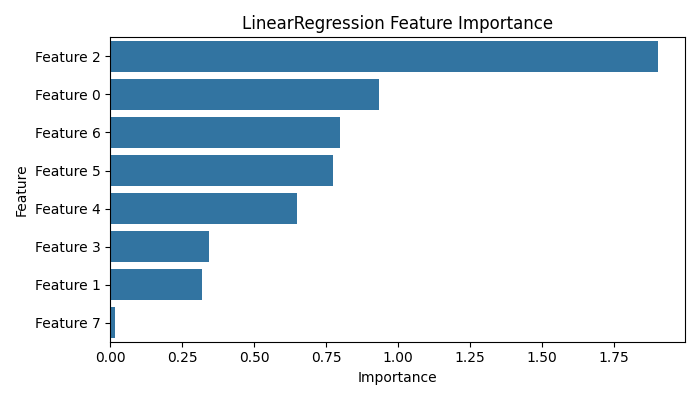 LinearRegression Feature Importance
Feature 2
Feature 0
Feature 6
Feature 5
Feature 4
Feature 3
Feature 1
Feature 7
Feature
0.00 0.25 0.50 0.75 1.00 1.25 1.50 1.75
Importance